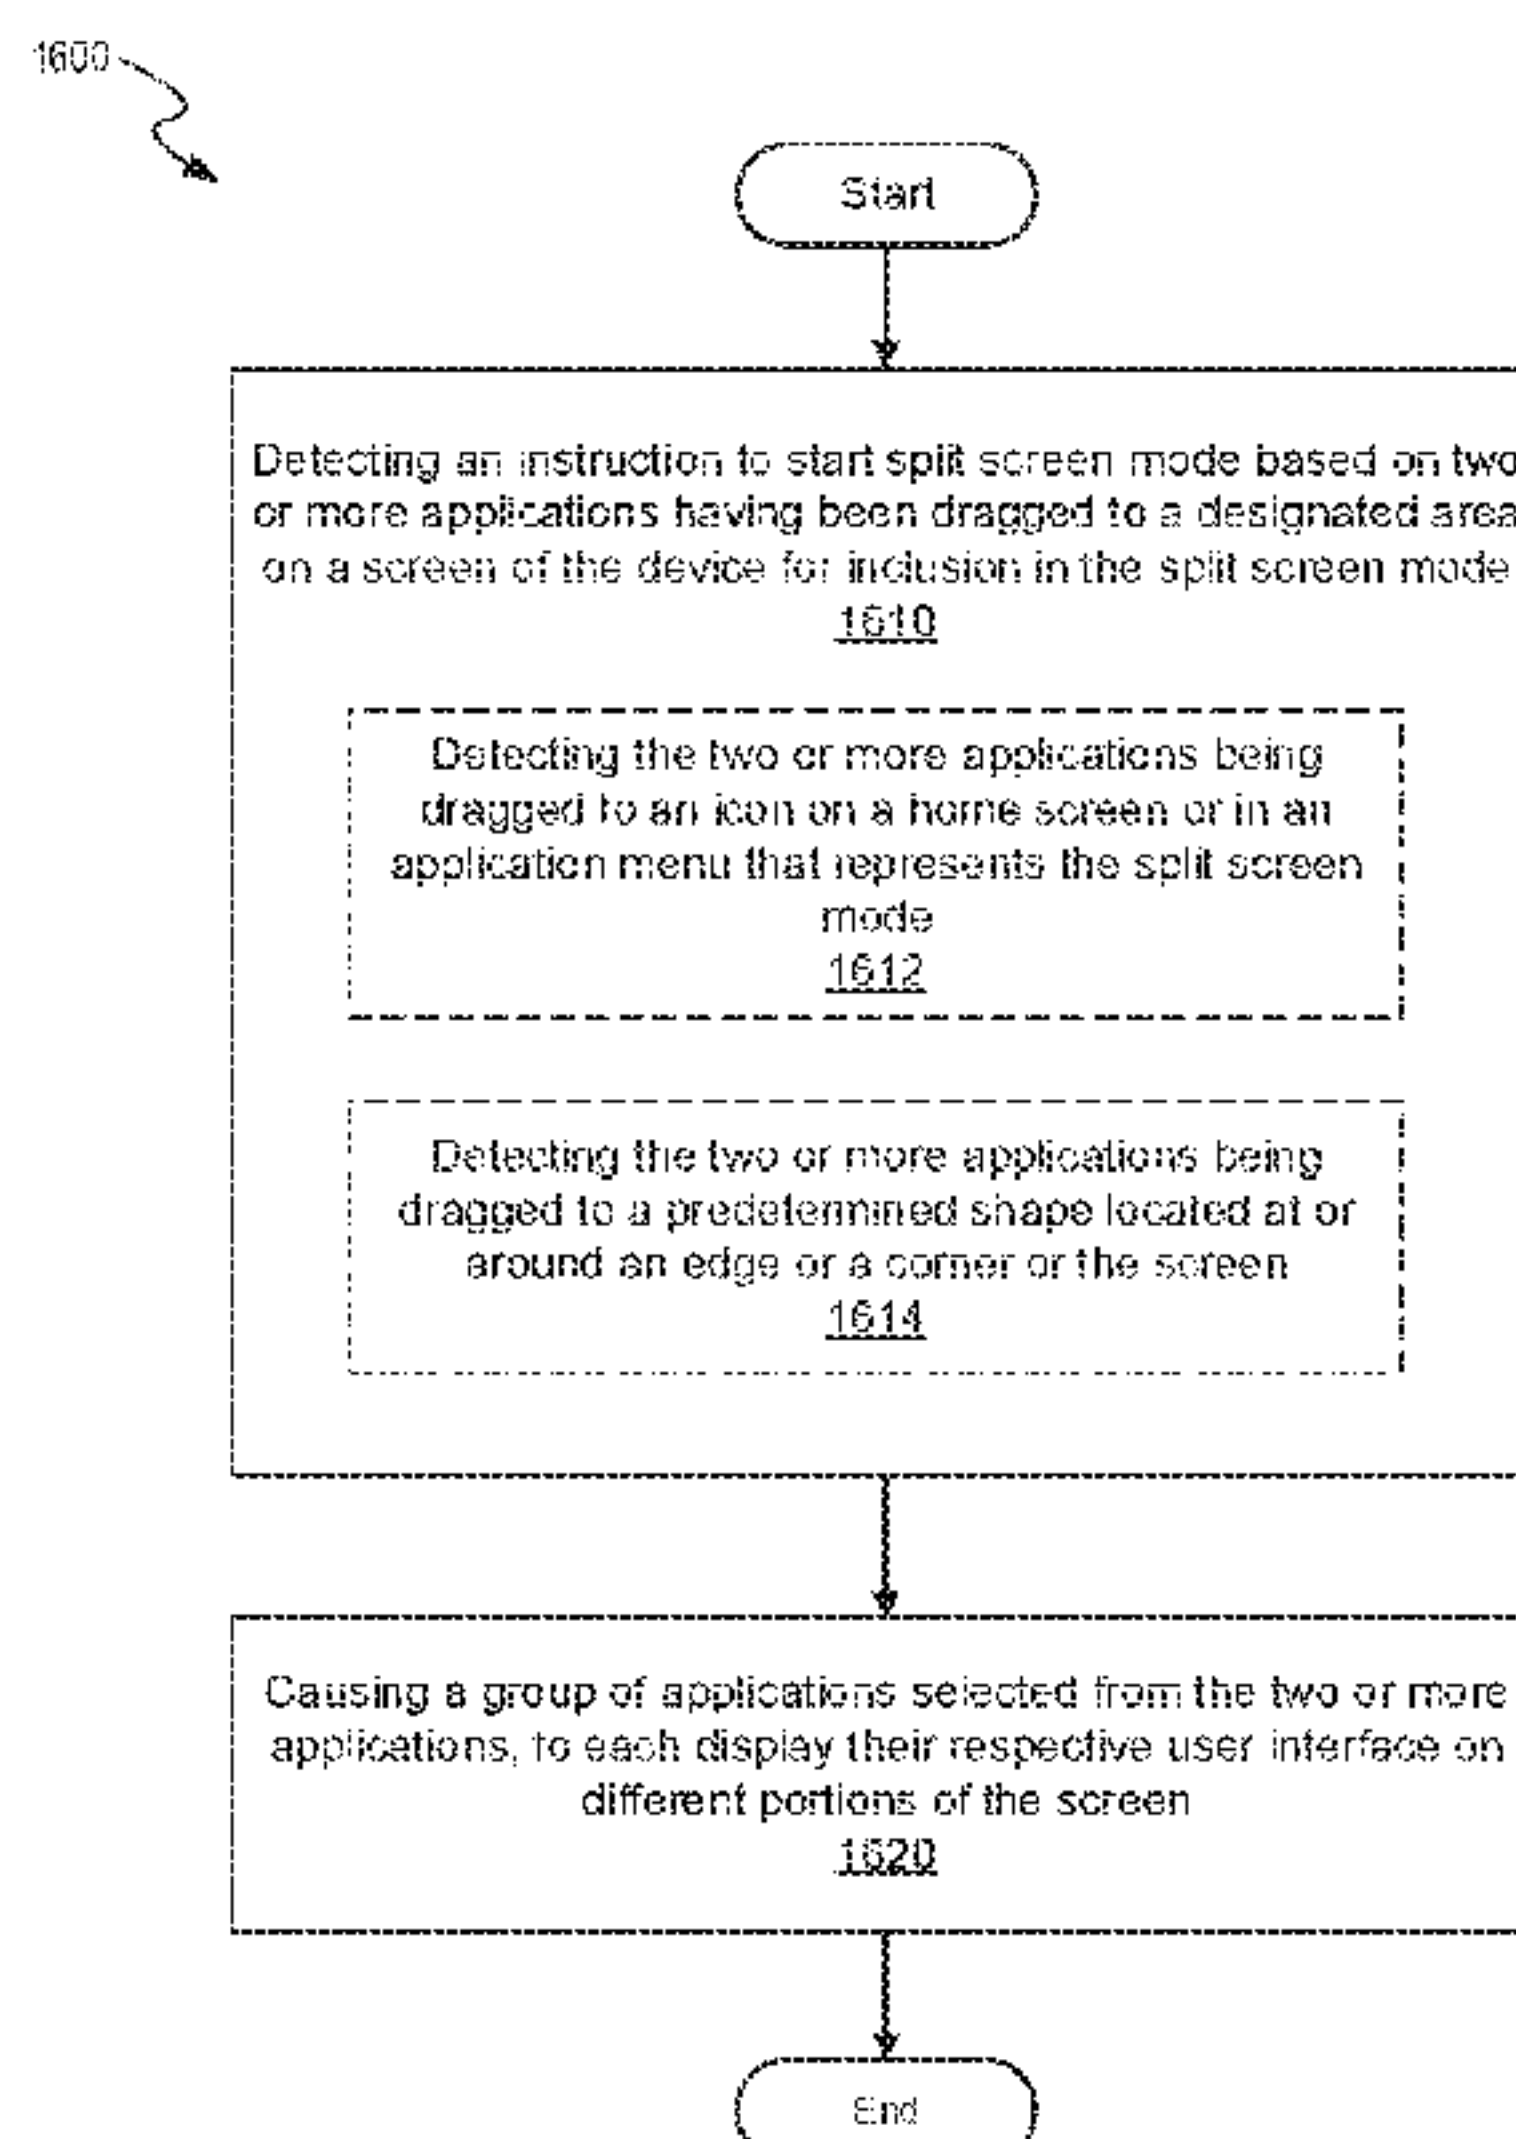 1600
Start
Detecting an instruction to start split screen mode based on two
or more applications having been dragged to a designated area
on a screen of the device for inclusion in the split screen mode
1610
Detecting the two or more applications being
dragged to an icon on a home screen or in an
application menu that represents the split screen
mode
1612
Detecting the two or more applications being
dragged to a predetermined shape located at or
around an edge or a corner or the screen
1614
Causing a group of applications selected from the two or more
applications, to each display their respective user interface on
different portions of the screen
1620
End